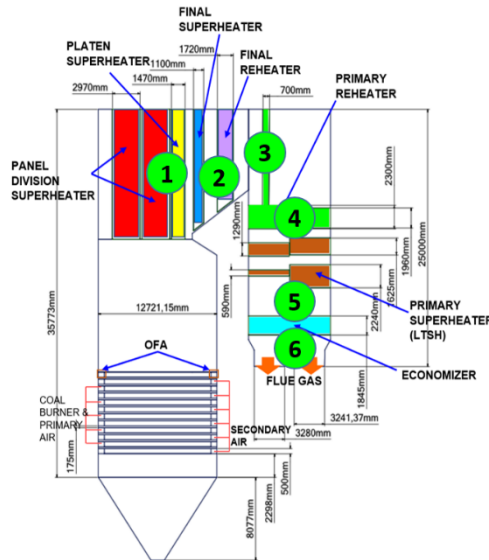 FINAL
SUPERHEATER
PLATEN
SUPERHEATER
1720mm
1100mm
1470mm
2970mm
FINAL
REHEATER
700mm
PRIMARY
REHEATER
PANEL
DIVISION
SUPERHEATER
1
2
3
4
5
6
2300mm
1290mm
1960mm
25000mm
590mm
1625mm
2240mm
35773mm
12721,15mm
PRIMARY
SUPERHEATER
(LTSH)
OFA
ECONOMIZER
FLUE GAS
1845mm
3241,37mm
3280mm
COAL
BURNER &
PRIMARY
AIR
SECONDARY
AIR
175mm
500mm
2298mm
8077mm